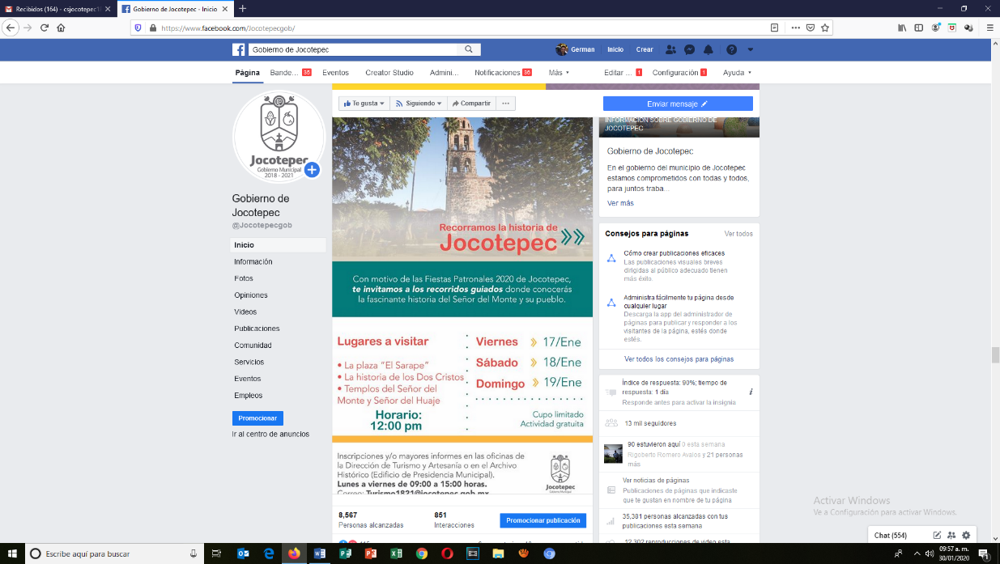 Recibidos (164) - csjocotepec1
Gobierno de Jocotepec - Inicio
https://www.facebook.com/Jocotepecgob/
Gobierno de Jocotepec
German
Inicio
Crear
Página
Bande... 36
Eventos
Creator Studio
Admini...
Notificaciones 36
Más
Editar ... 1
Configuración 1
Ayuda
Te gusta
Siguiendo
Compartir
Enviar mensaje
Jocotepec
Gobierno Municipal
2018 - 2021
Gobierno de
Jocotepec
@Jocotepecgob
Inicio
Información
Fotos
Opiniones
Videos
Publicaciones
Comunidad
Servicios
Eventos
Empleos
Promocionar
Ir al centro de anuncios
Recorramos la historia de
Jocotepec
Con motivo de las Fiestas Patronales 2020 de Jocotepec,
te invitamos a los recorridos guiados donde conocerás
la fascinante historia del Señor del Monte y su pueblo.
Lugares a visitar
• La plaza "El Sarape"
• La historia de los Dos Cristos
• Templos del Señor del
Monte y Señor del Huaje
Horario:
12:00 pm
Viernes » 17/Ene
Sábado » 18/Ene
Domingo » 19/Ene
Cupo limitado
Actividad gratuita
Inscripciones y/o mayores informes en las oficinas de
la Dirección de Turismo y Artesanía o en el Archivo
Histórico (Edificio de Presidencia Municipal).
Lunes a viernes de 09:00 a 15:00 horas.
Correo: Turismo1821@jocotepec.gob.mx
Jocotepec
8,567
Personas alcanzadas
851
Interacciones
Promocionar publicación
INFORMACIÓN SOBRE GOBIERNO DE
JOCOTEPEC
Gobierno de Jocotepec
En el gobierno del municipio de Jocotepec
estamos comprometidos con todas y todos,
para juntos traba...
Ver más
Consejos para páginas
Ver todos
Cómo crear publicaciones eficaces
Las publicaciones visuales breves
dirigidas al público adecuado tienen
más éxito.
Administra fácilmente tu página desde
cualquier lugar
Descarga la app del administrador de
páginas para publicar y responder a los
visitantes de la página, estés donde
estés.
Ver todos los consejos para páginas
Índice de respuesta: 90%; tiempo de
respuesta: 1 día
Responde antes para activar la insignia
13 mil seguidores
90 estuvieron aquí 0 esta semana
Rigoberto Romero Avalos y 21 personas
más
Ver noticias de páginas
Publicaciones de páginas que indicaste
que te gustan en nombre de tu página
35,381 personas alcanzadas con tus
publicaciones esta semana
12,302 reproducciones de video esta
Activar Windows
Ve a Configuración para activar Windows.
Chat (554)
Escribe aquí para buscar
09:57 a.m.
30/01/2020
1